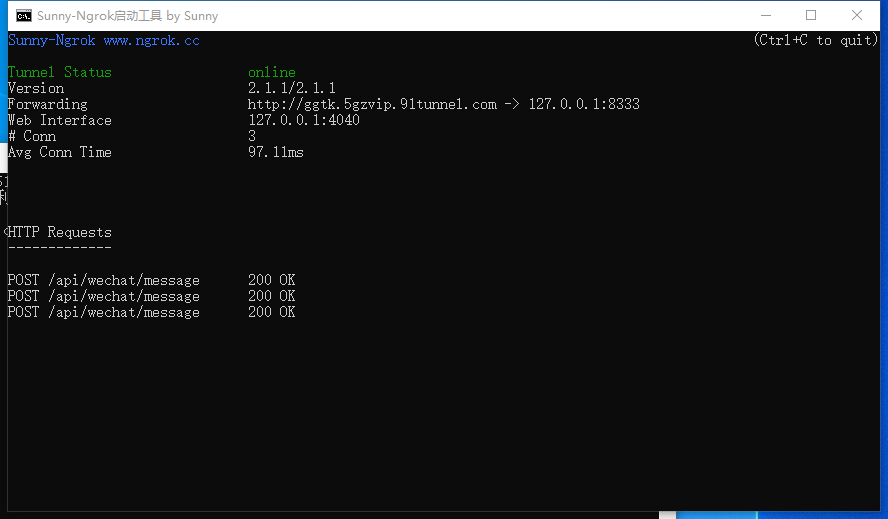 Sunny-Ngrok启动工具 by Sunny
Sunny-Ngrok www.ngrok.cc (Ctrl+C to quit)
Tunnel Status online
Version 2.1.1/2.1.1
Forwarding http://ggtk.5gzvip.91tunnel.com -> 127.0.0.1:8333
Web Interface 127.0.0.1:4040
# Conn 3
Avg Conn Time 97.11ms
HTTP Requests
-------------
POST /api/wechat/message 200 OK
POST /api/wechat/message 200 OK
POST /api/wechat/message 200 OK